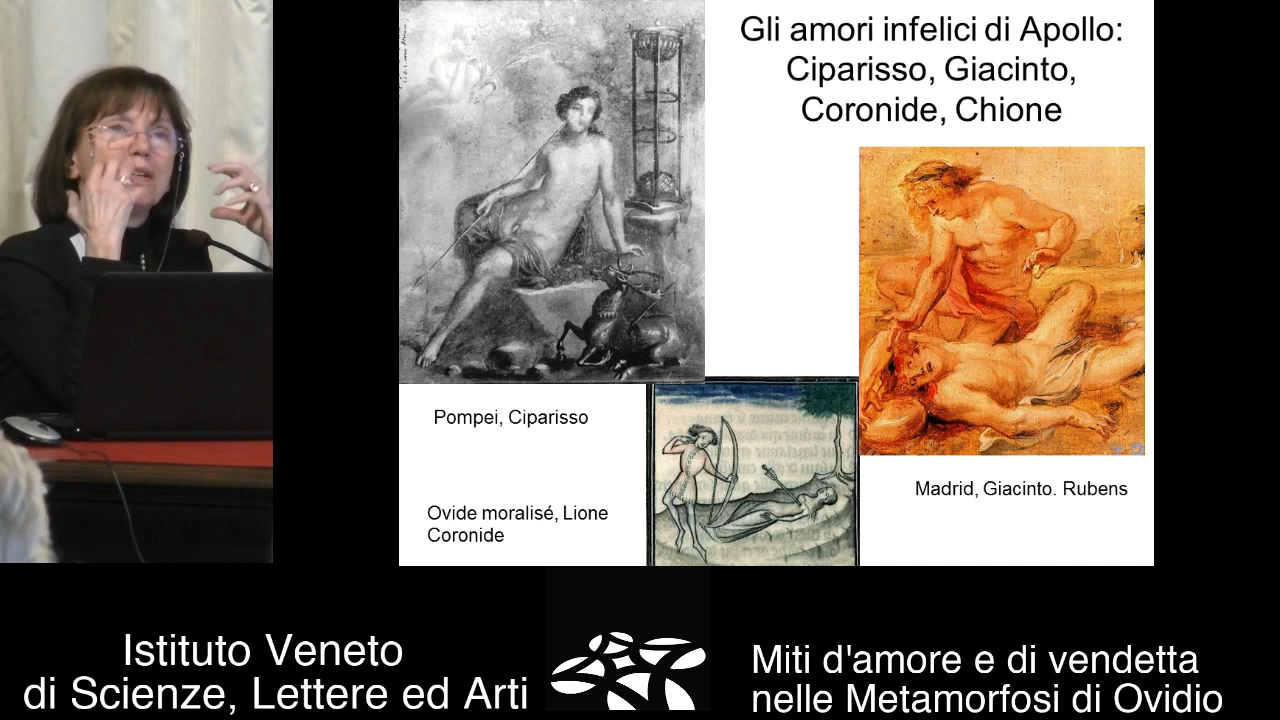 Gli amori infelici di Apollo:
Ciparisso, Giacinto,
Coronide, Chione
Pompei, Ciparisso
Ovide moralisé, Lione
Coronide
Madrid, Giacinto. Rubens
Istituto Veneto
di Scienze, Lettere ed Arti
Miti d'amore e di vendetta
nelle Metamorfosi di Ovidio